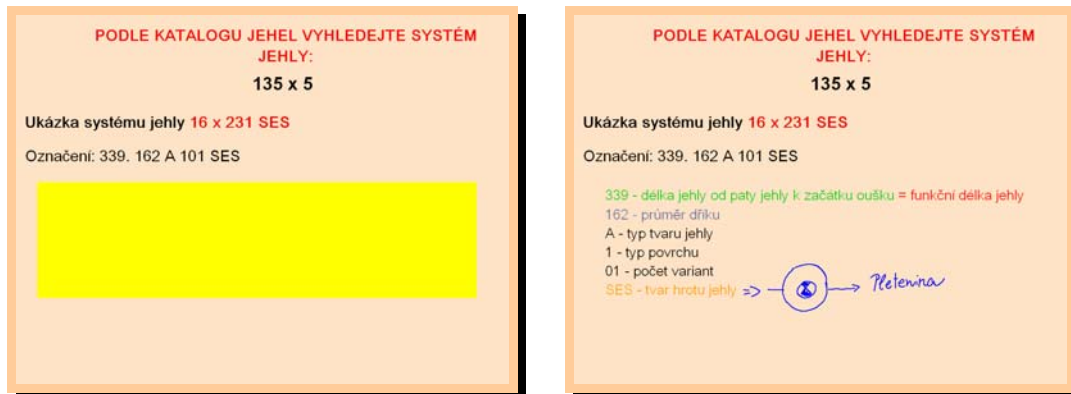 PODLE KATALOGU JEHEL VYHLEDEJTE SYSTÉM
JEHLY:
135 x 5
Ukázka systému jehly 16 x 231 SES
Označení: 339. 162 A 101 SES
PODLE KATALOGU JEHEL VYHLEDEJTE SYSTÉM
JEHLY:
135 x 5
Ukázka systému jehly 16 x 231 SES
Označení: 339. 162 A 101 SES
339 - délka jehly od paty jehly k začátku oušku = funkční délka jehly
162 - průměr dříku
A - typ tvaru jehly
1 - typ povrchu
01 - počet variant
SES - tvar hrotu jehly => Pletenina